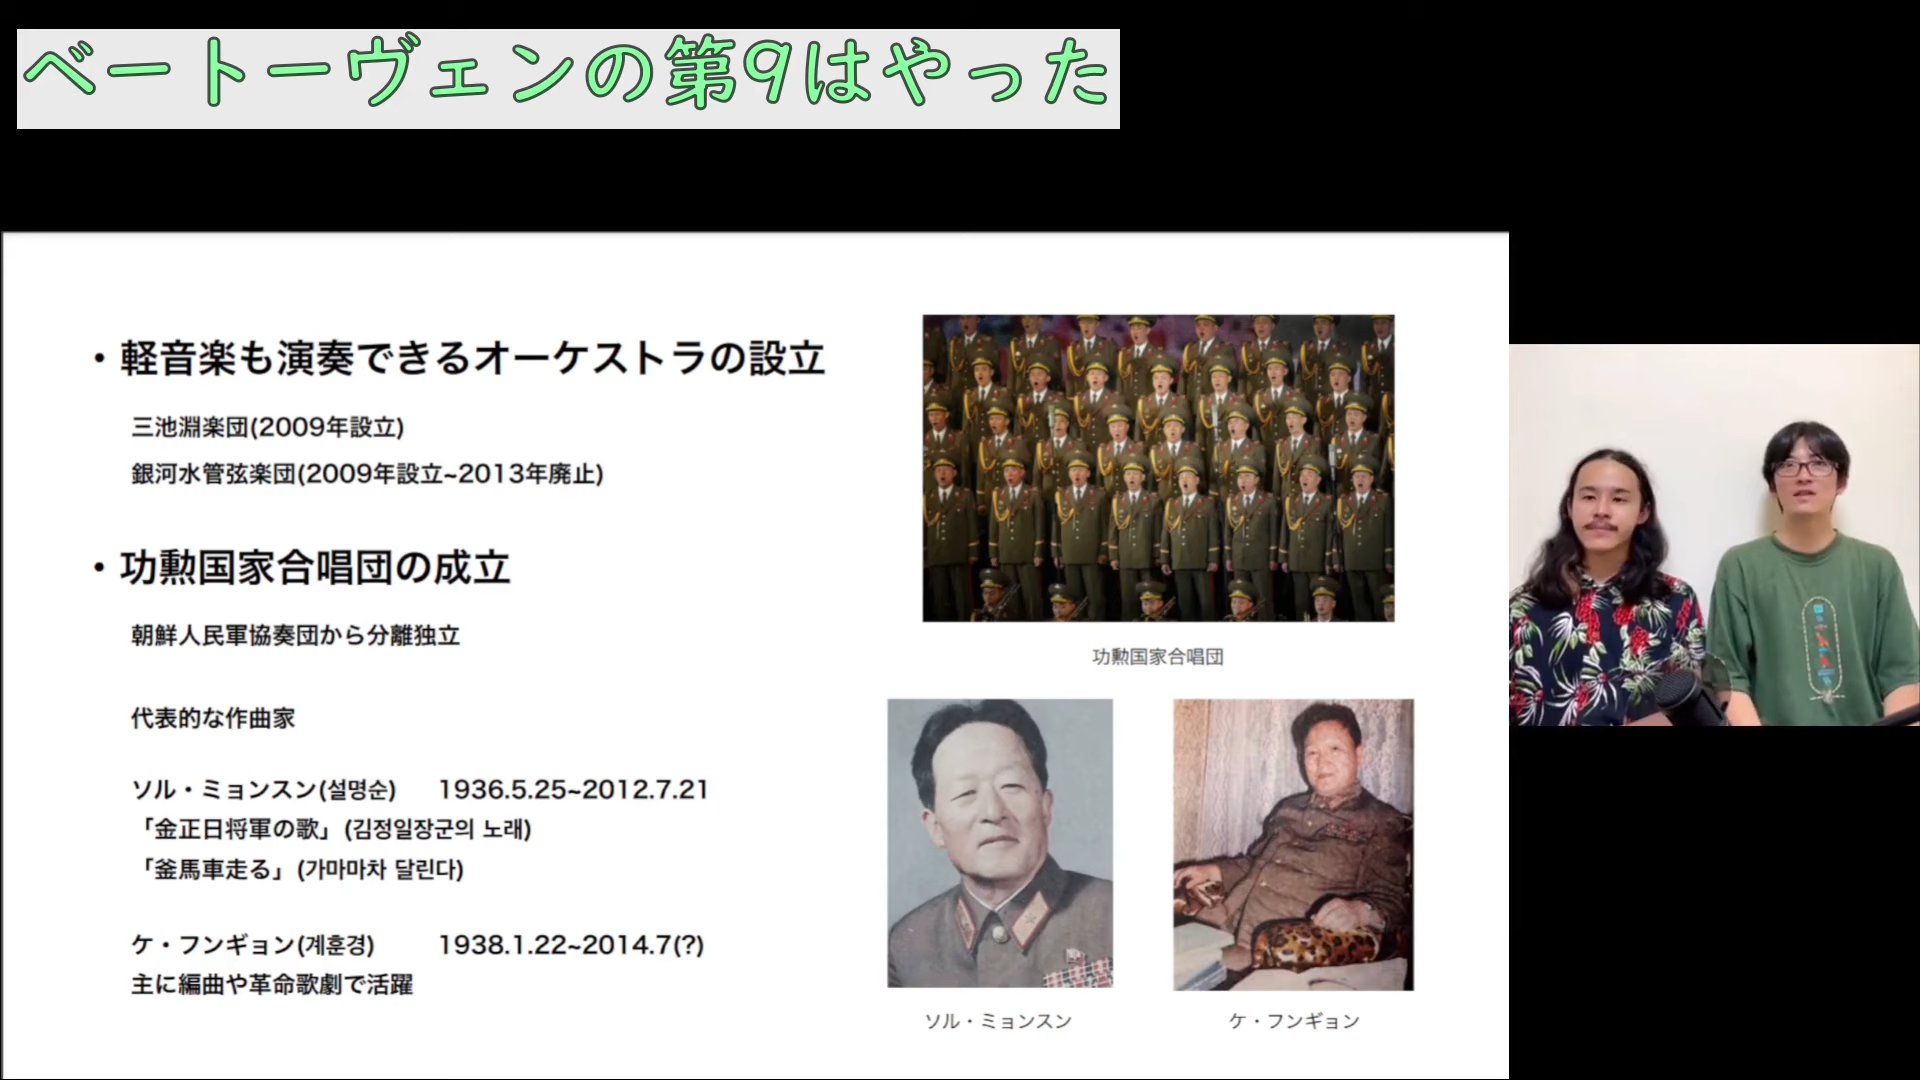 ベートーヴェンの第9はやった
・軽音楽も演奏できるオーケストラの設立
三池淵楽団(2009年設立)
銀河水管弦楽団(2009年設立~2013年廃止)
・功勲国家合唱団の成立
朝鮮人民軍協奏団から分離独立
代表的な作曲家
ソル・ミョンスン(설명순) 1936.5.25~2012.7.21
「金正日将軍の歌」(김정일장군의 노래)
「釜馬車走る」(가마마차 달린다)
ケ・フンギョン(계훈경) 1938.1.22~2014.7(?)
主に編曲や革命歌劇で活躍
功勲国家合唱団
ソル・ミョンスン
ケ・フンギョン